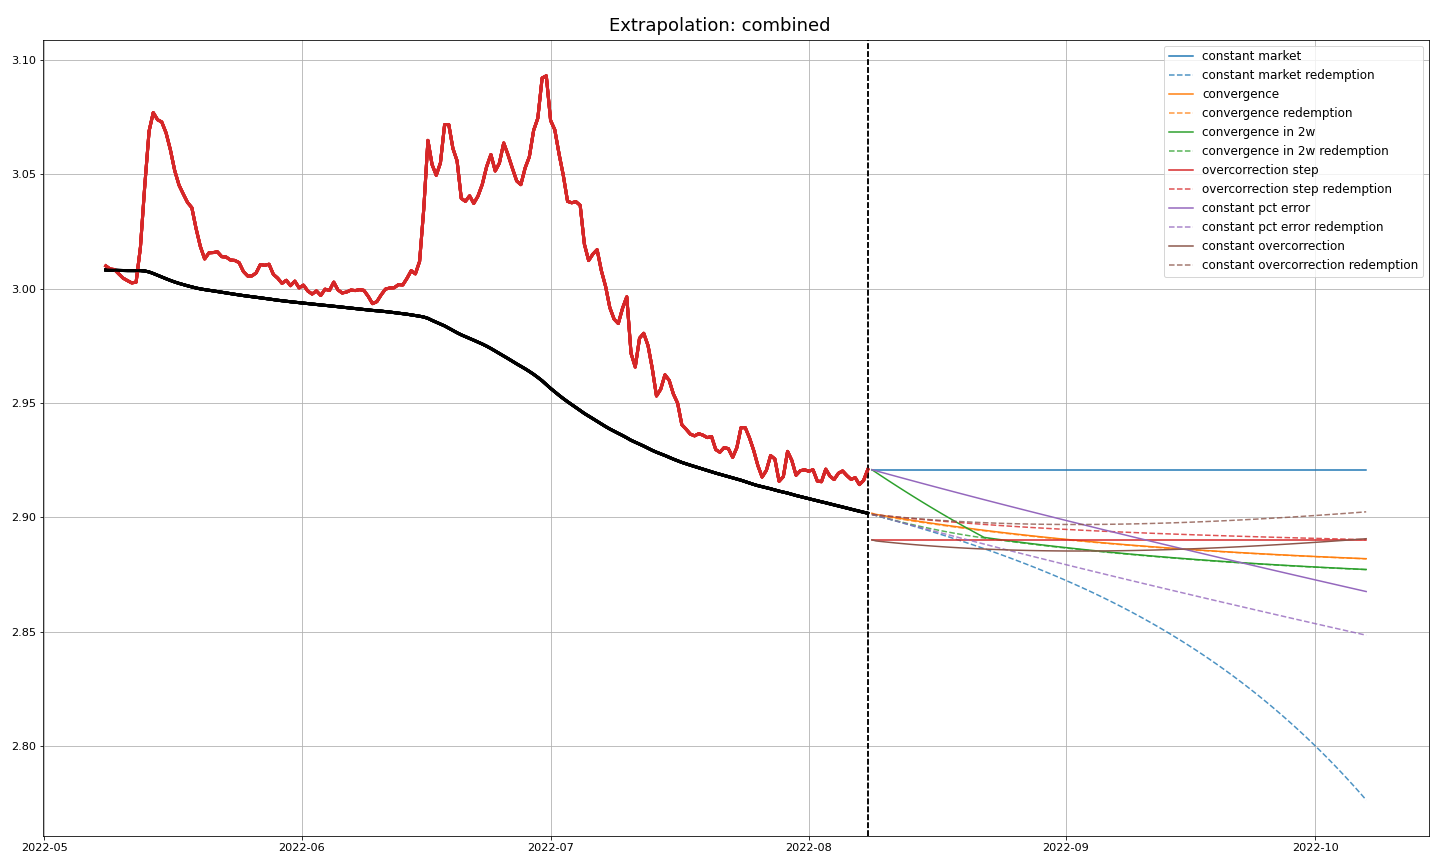 Extrapolation: combined
3.10
3.05
3.00
2.95
2.90
2.85
2.80
2022-05
2022-06
2022-07
2022-08
2022-09
2022-10
constant market
constant market redemption
convergence
convergence redemption
convergence in 2w
convergence in 2w redemption
overcorrection step
overcorrection step redemption
constant pct error
constant pct error redemption
constant overcorrection
constant overcorrection redemption